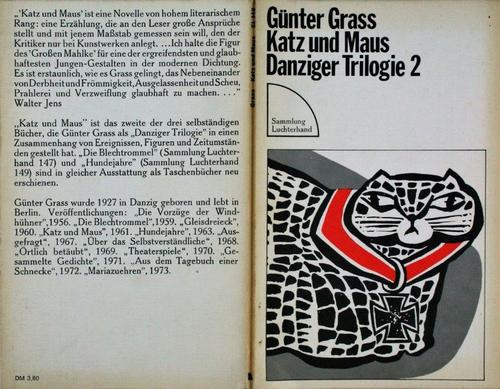 „'Katz und Maus' ist eine Novelle von hohem literarischem
Rang: eine Erzählung, die an den Leser große Ansprüche
stellt und mit jenem Maßstab gemessen sein will, den der
Kritiker nur bei Kunstwerken anlegt. ...Ich halte die Figur
des 'Großen Mahlke' für eine der ergreifendsten und glaub-
haftesten Jungen-Gestalten in der modernen Dichtung.
Es ist erstaunlich, wie es Grass gelingt, das Nebeneinander
von Derbheit und Frömmigkeit, Ausgelassenheit und Scheu,
Prahlerei und Verzweiflung glaubhaft zu machen. ..."
Walter Jens
„Katz und Maus" ist das zweite der drei selbständigen
Bücher, die Günter Grass als „Danziger Trilogie" in einen
Zusammenhang von Ereignissen, Figuren und Zeitumstän-
den gestellt hat. „Die Blechtrommel" (Sammlung Luchter-
hand 147) und „Hundejahre" (Sammlung Luchterhand
149) sind in gleicher Ausstattung als Taschenbücher neu
erschienen.
Günter Grass wurde 1927 in Danzig geboren und lebt in
Berlin. Veröffentlichungen: „Die Vorzüge der Wind-
hühner", 1956. „Die Blechtrommel", 1959. „Gleisdreieck",
1960. „Katz und Maus", 1961. „Hundejahre", 1963. „Aus-
gefragt", 1967. „Über das Selbstverständliche", 1968.
„Örtlich betäubt", 1969. „Theaterspiele", 1970. „Ge-
sammelte Gedichte", 1971. „Aus dem Tagebuch einer
Schnecke", 1972. „Mariazuehren", 1973.
DM 3,80
Grass Katz und Maus
Günter Grass
Katz und Maus
Danziger Trilogie 2
Sammlung
Luchterhand